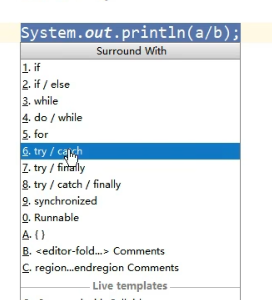 System.out.println(a/b);
Surround With
1. if
2. if / else
3. while
4. do / while
5. for
6. try / catch
7. try / finally
8. try / catch / finally
9. synchronized
0. Runnable
A. { }
B. <editor-fold...> Comments
C. region...endregion Comments
Live templates